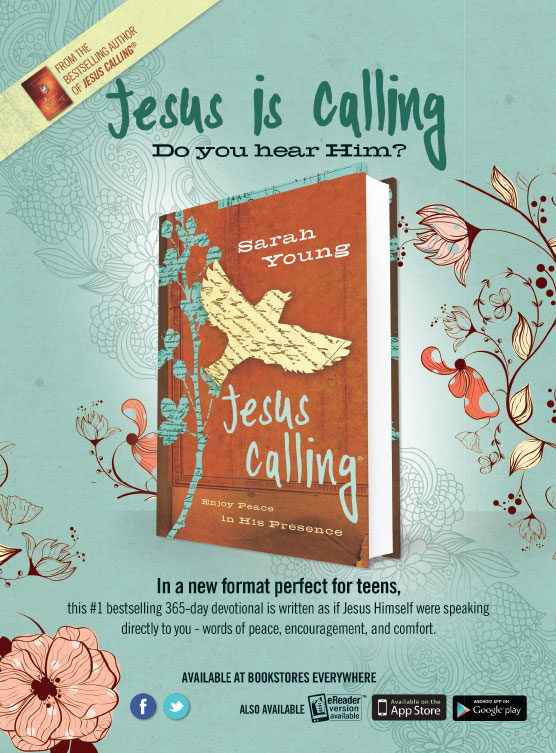 FROM THE
BESTSELLING AUTHOR
OF JESUS CALLING®
Jesus is Calling
Do you hear Him?
Sarah
Young
Jesus
Calling®
Enjoy Peace
in His Presence
In a new format perfect for teens,
this #1 bestselling 365-day devotional is written as if Jesus Himself were speaking
directly to you - words of peace, encouragement, and comfort.
AVAILABLE AT BOOKSTORES EVERYWHERE
ALSO AVAILABLE
eReader™
version
available
Available on the
App Store
ANDROID APP ON
Google play